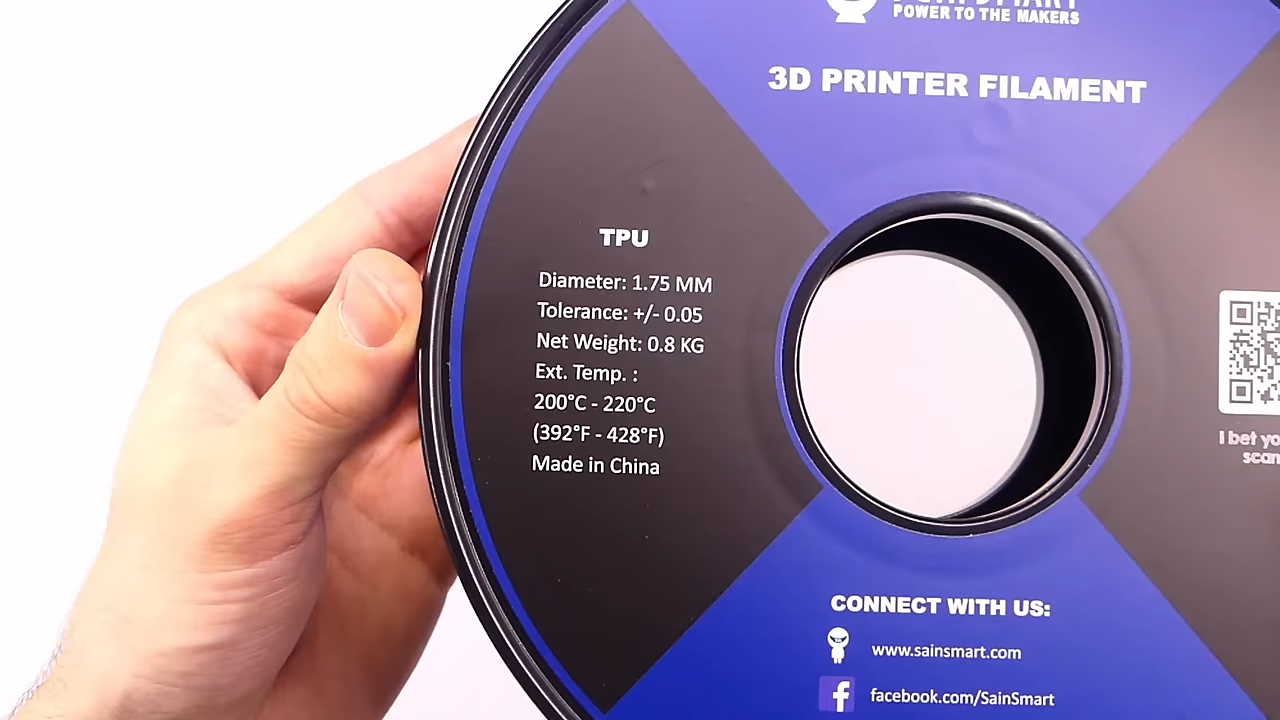 POWER TO THE MAKERS
3D PRINTER FILAMENT
TPU
Diameter: 1.75 MM
Tolerance: +/- 0.05
Net Weight: 0.8 KG
Ext. Temp. :
200°C - 220°C
(392°F - 428°F)
Made in China
I bet
CONNECT WITH US:
www.sainsmart.com
facebook.com/SainSmart